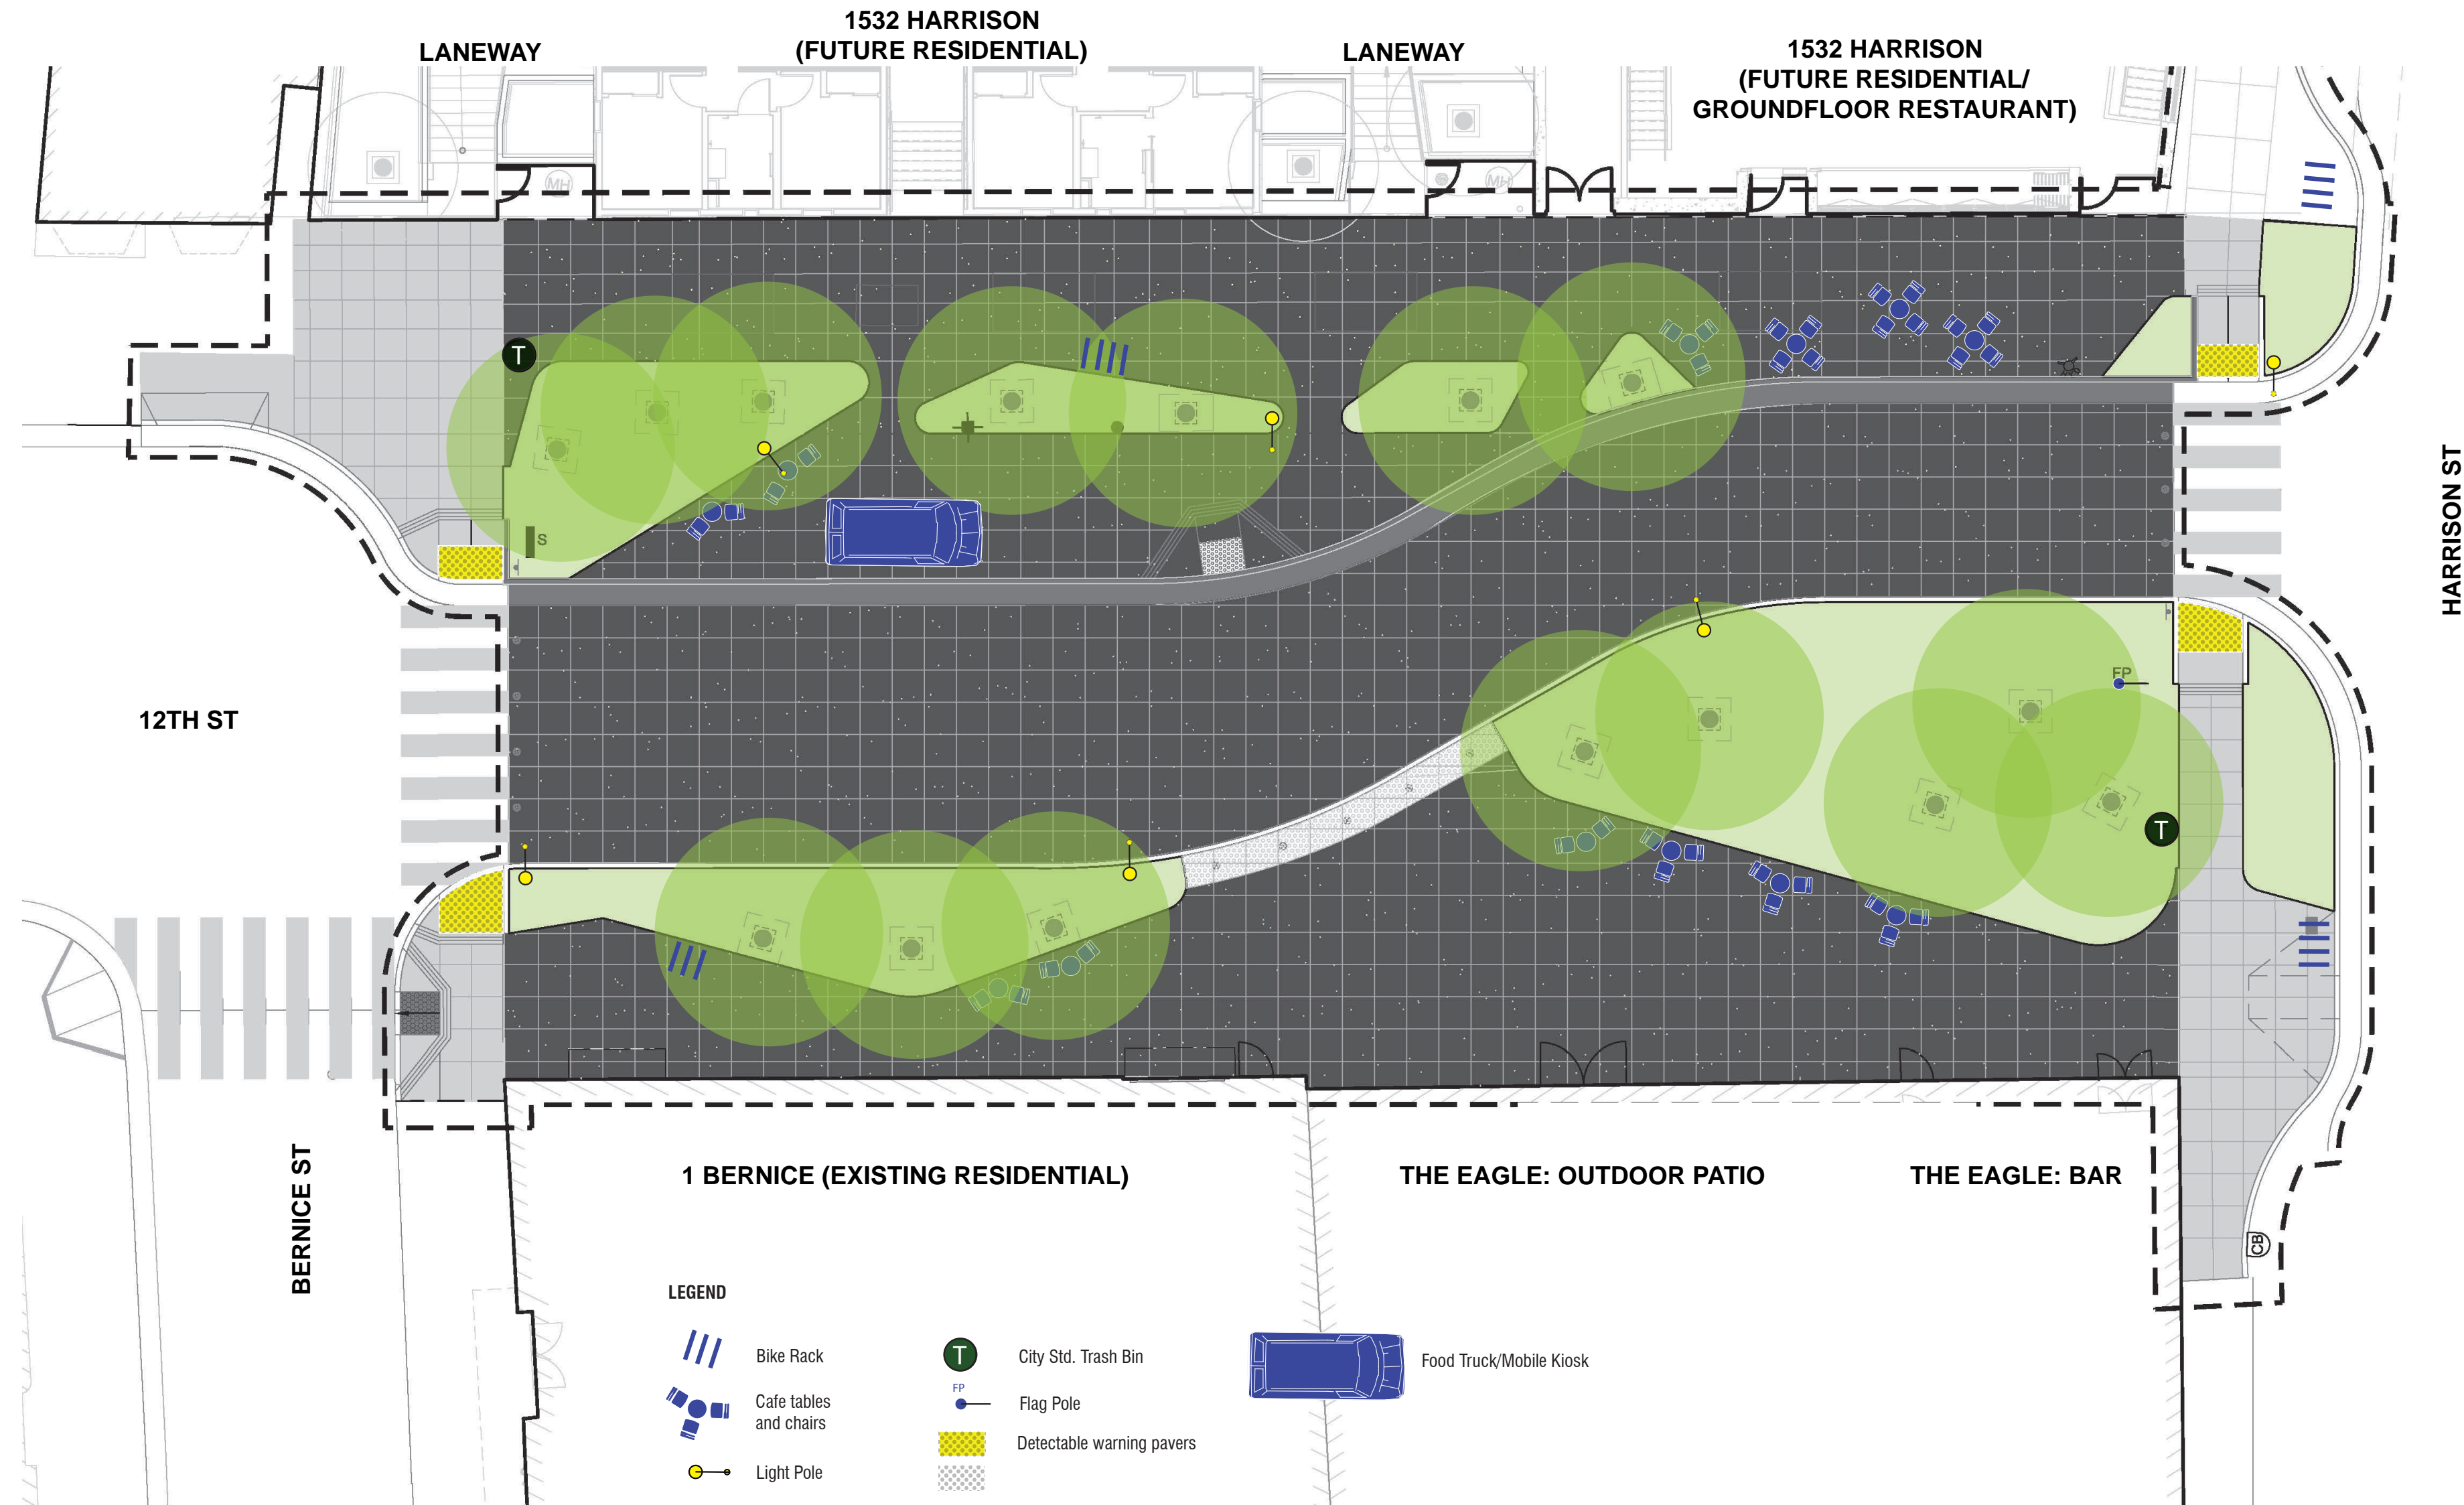 1532 HARRISON
(FUTURE RESIDENTIAL)
LANEWAY
LANEWAY
1532 HARRISON
(FUTURE RESIDENTIAL/
GROUNDFLOOR RESTAURANT)
MH
MH
T
S
HARRISON ST
12TH ST
FP
T
BERNICE ST
1 BERNICE (EXISTING RESIDENTIAL)
THE EAGLE: OUTDOOR PATIO
THE EAGLE: BAR
CB
LEGEND
Bike Rack
Cafe tables
and chairs
Light Pole
T
City Std. Trash Bin
FP
Flag Pole
Detectable warning pavers
Food Truck/Mobile Kiosk